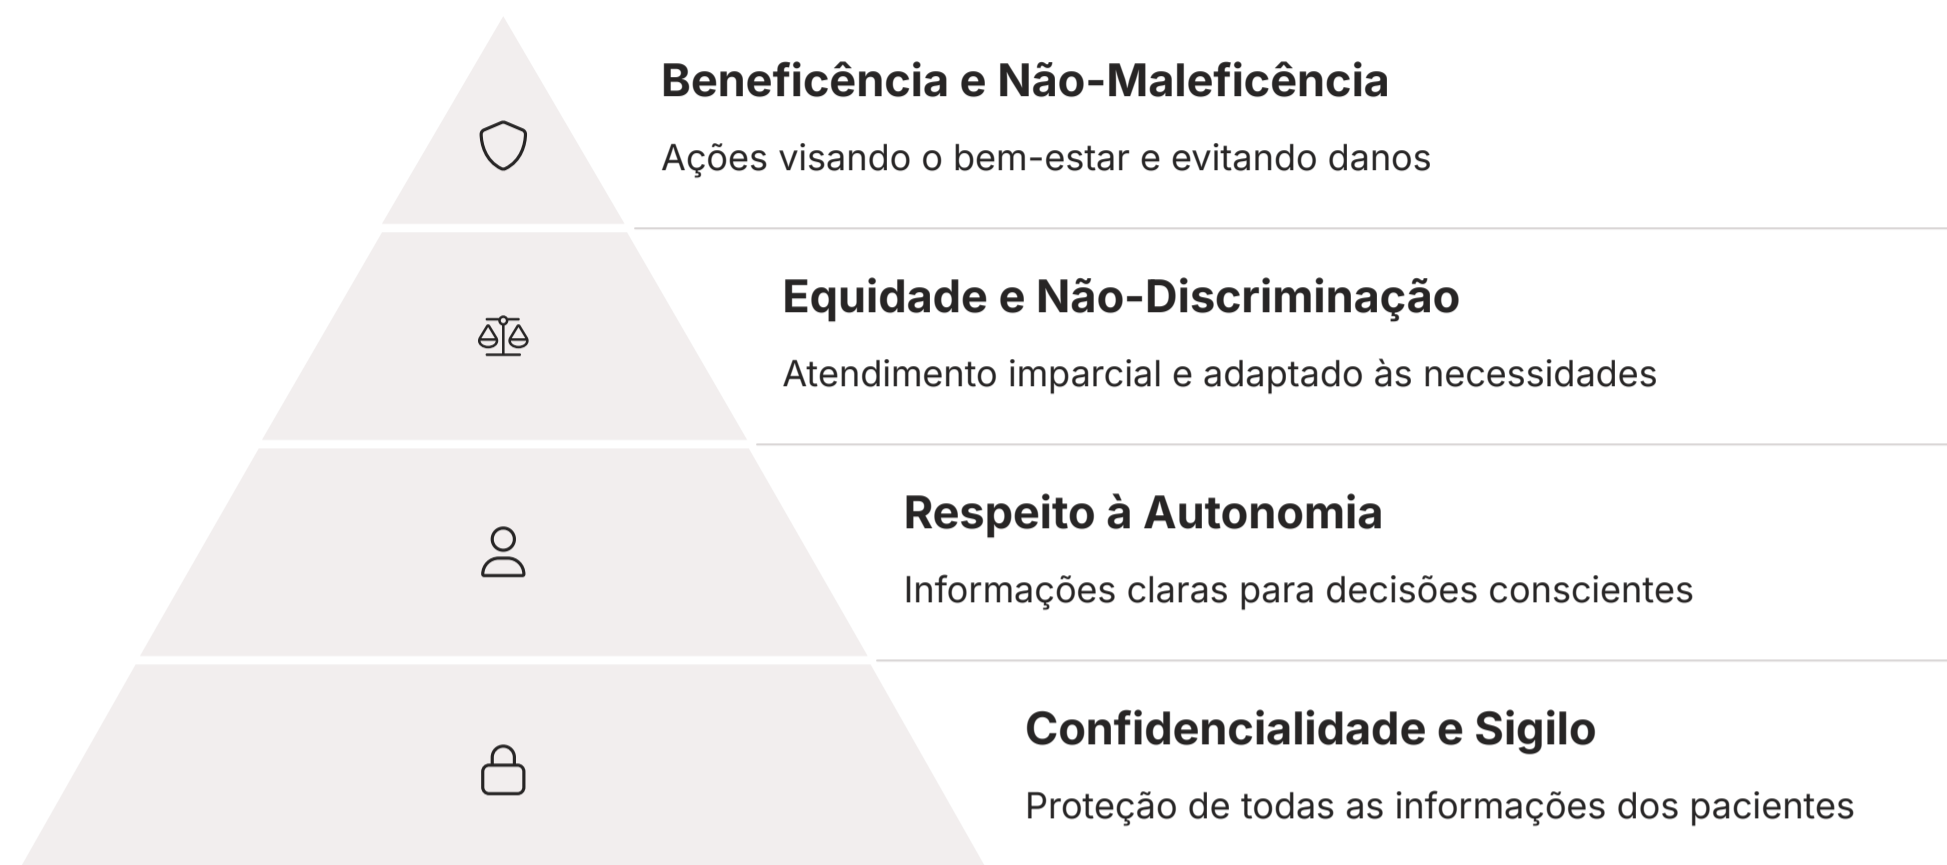 Beneficência e Não-Maleficência
Ações visando o bem-estar e evitando danos
Equidade e Não-Discriminação
Atendimento imparcial e adaptado às necessidades
Respeito à Autonomia
Informações claras para decisões conscientes
Confidencialidade e Sigilo
Proteção de todas as informações dos pacientes